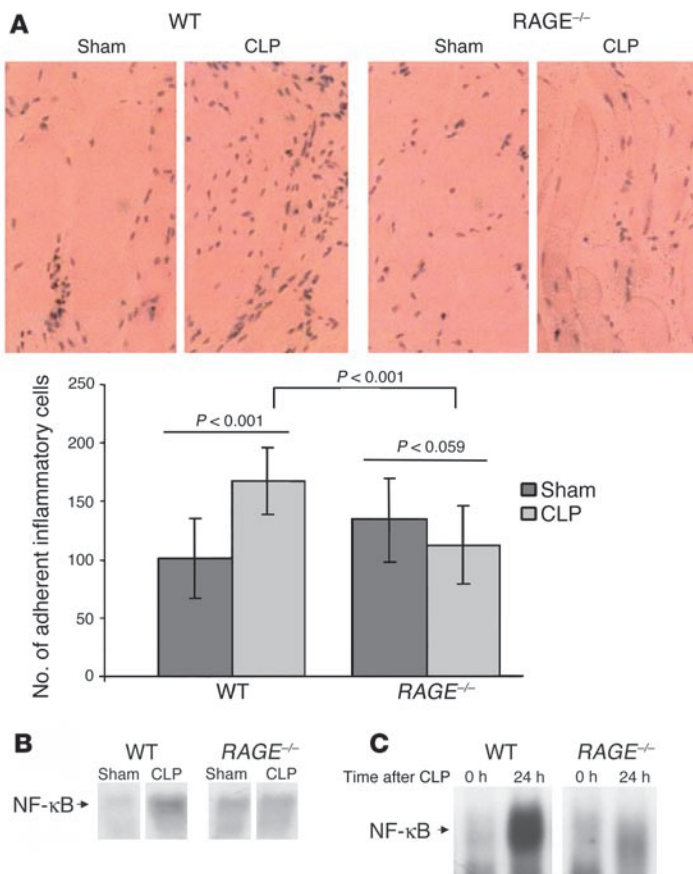 A
WT
RAGE⁻/⁻
Sham
CLP
Sham
CLP
No. of adherent inflammatory cells
250
200
150
100
50
0
P < 0.001
P < 0.001
P < 0.059
Sham
CLP
WT
RAGE⁻/⁻
B
WT
RAGE⁻/⁻
Sham CLP
Sham CLP
NF-κB
C
WT
RAGE⁻/⁻
Time after CLP 0 h 24 h 0 h 24 h
NF-κB